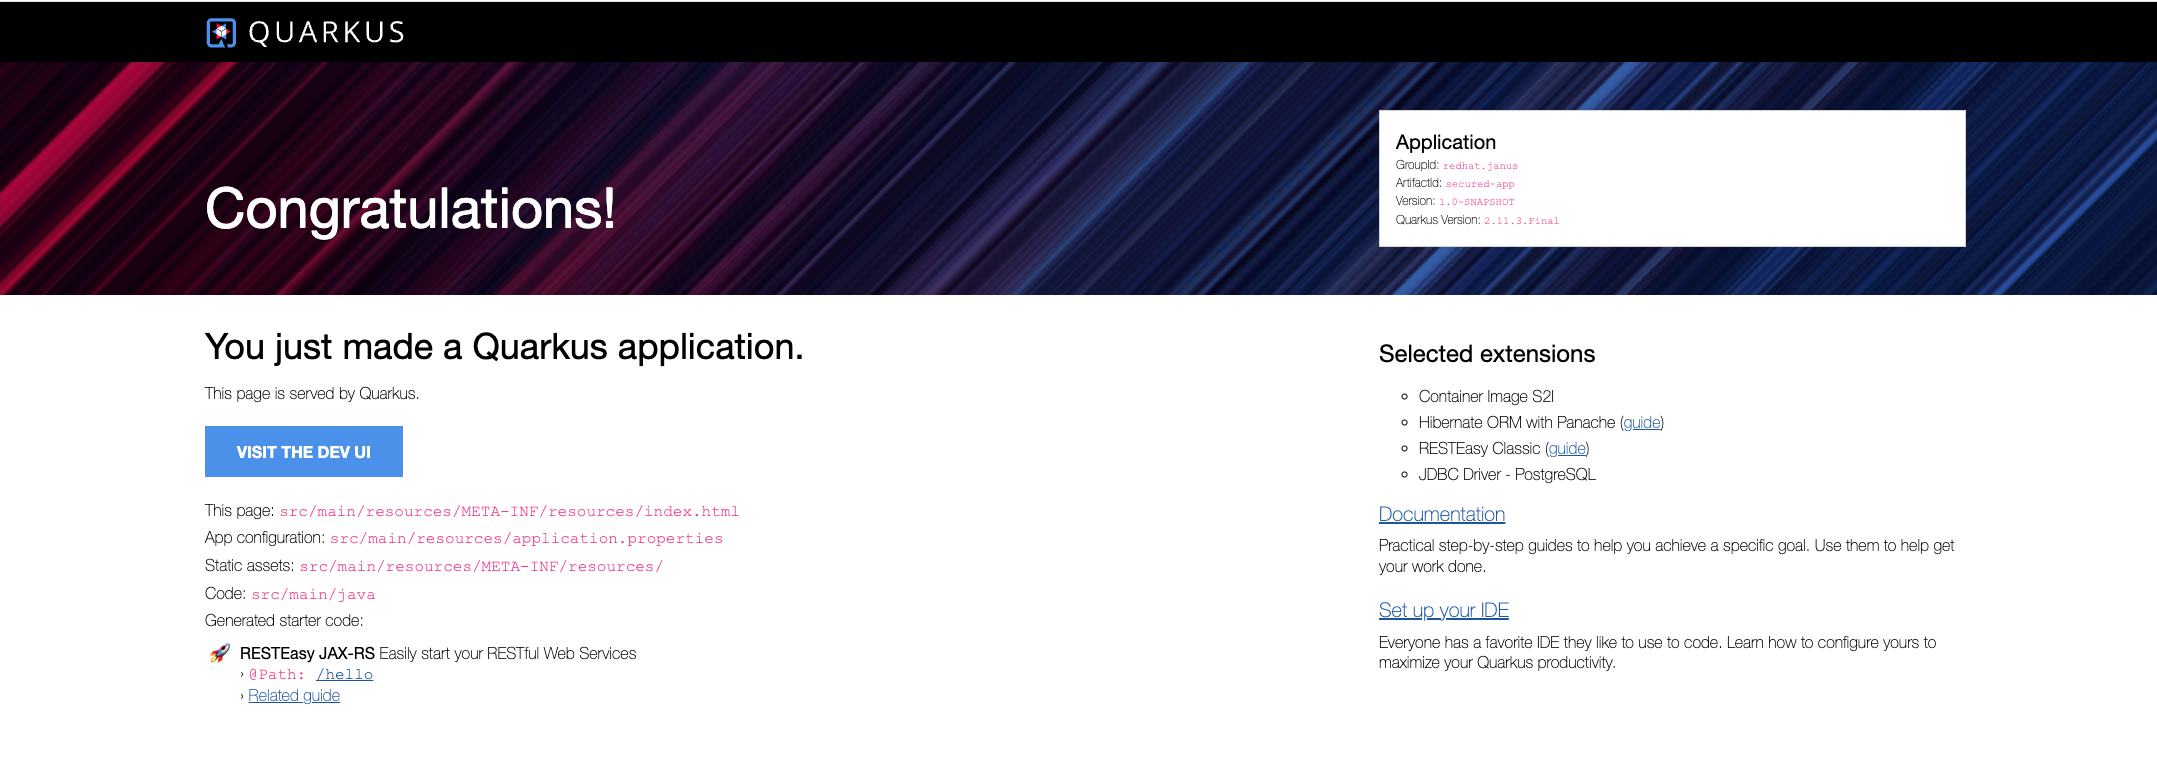 QUARKUS
Congratulations!
Application
GroupId: redhat.janus
ArtifactId: secured-app
Version: 1.0-SNAPSHOT
Quarkus Version: 2.11.3.Final
You just made a Quarkus application.
This page is served by Quarkus.
VISIT THE DEV UI
This page: src/main/resources/META-INF/resources/index.html
App configuration: src/main/resources/application.properties
Static assets: src/main/resources/META-INF/resources/
Code: src/main/java
Generated starter code:
🚀 RESTEasy JAX-RS Easily start your RESTful Web Services
› @Path: /hello
› Related guide
Selected extensions
Container Image S2I
Hibernate ORM with Panache (guide)
RESTEasy Classic (guide)
JDBC Driver - PostgreSQL
Documentation
Practical step-by-step guides to help you achieve a specific goal. Use them to help get
your work done.
Set up your IDE
Everyone has a favorite IDE they like to use to code. Learn how to configure yours to
maximize your Quarkus productivity.